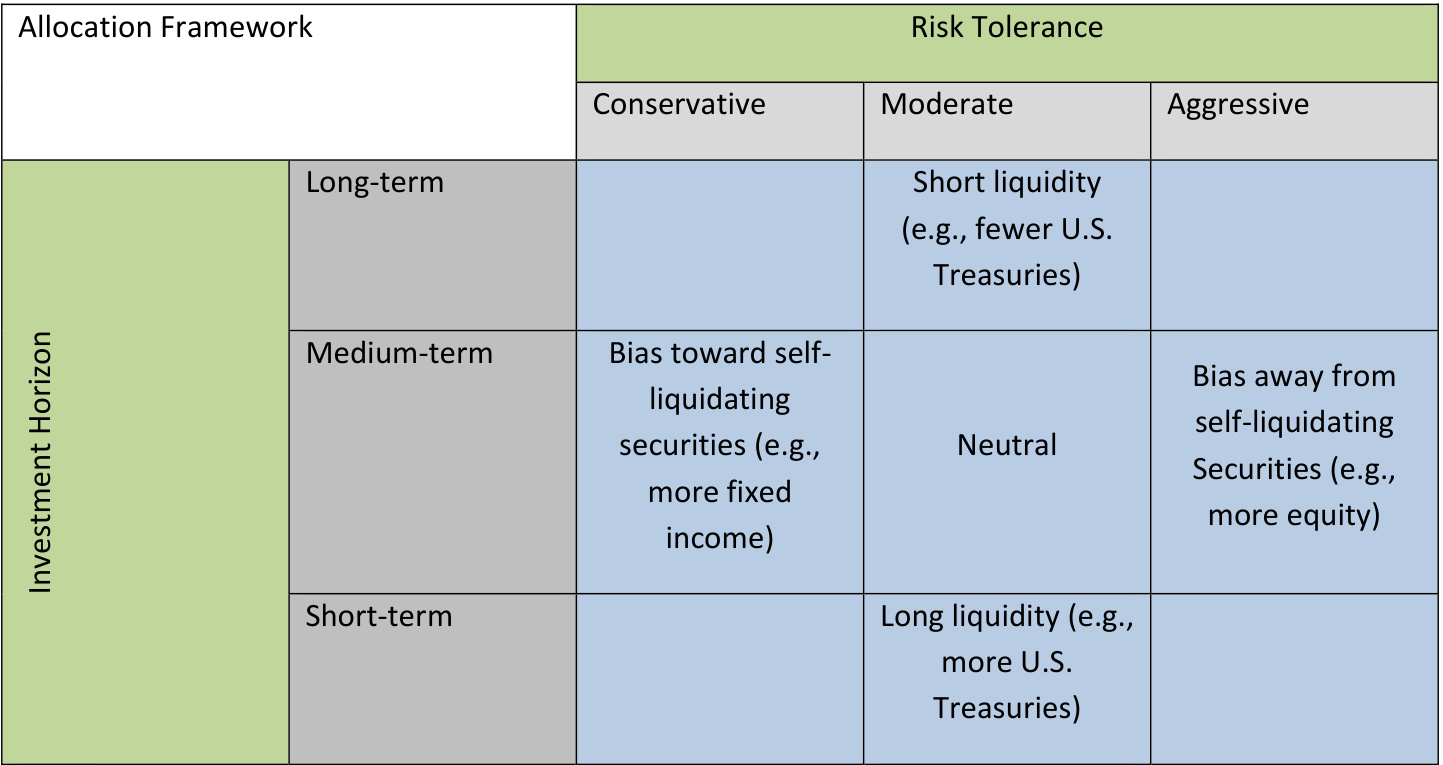 Allocation Framework
Risk Tolerance
Conservative
Moderate
Aggressive
Investment Horizon
Long-term
Short liquidity
(e.g., fewer U.S.
Treasuries)
Medium-term
Bias toward self-
liquidating
securities (e.g.,
more fixed
income)
Neutral
Bias away from
self-liquidating
Securities (e.g.,
more equity)
Short-term
Long liquidity (e.g.,
more U.S.
Treasuries)